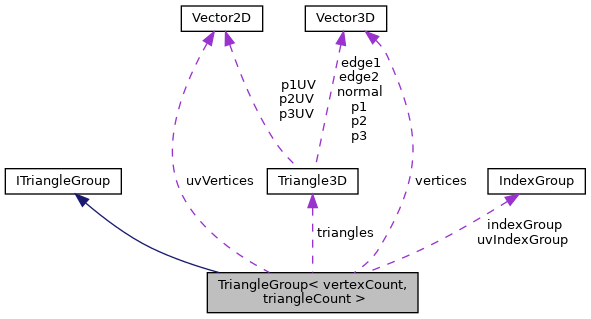 Vector2D
Vector3D
edge1
edge2
normal
p1
p2
p3
p1UV
p2UV
p3UV
ITriangleGroup
uvVertices
Triangle3D
vertices
IndexGroup
triangles
indexGroup
uvIndexGroup
TriangleGroup< vertexCount,
triangleCount >